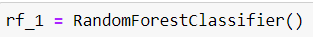 rf_1 = RandomForestClassifier()